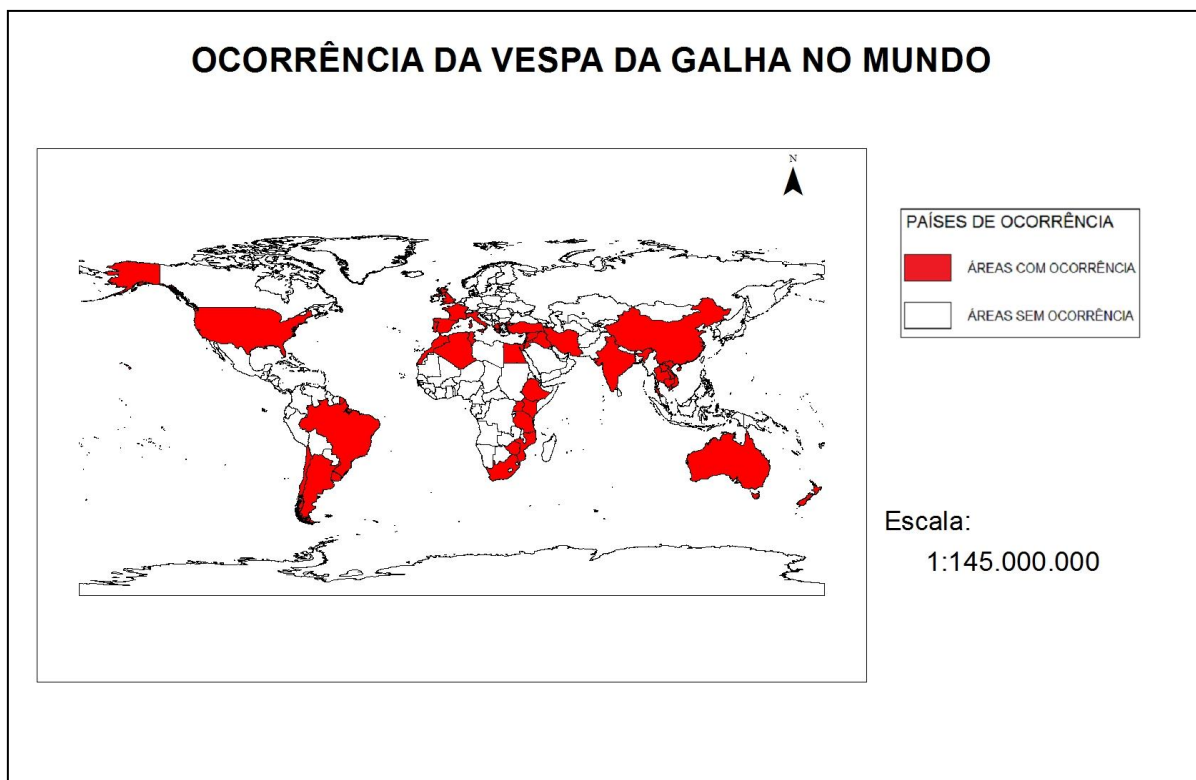 OCORRÊNCIA DA VESPA DA GALHA NO MUNDO
N
PAÍSES DE OCORRÊNCIA
ÁREAS COM OCORRÊNCIA
ÁREAS SEM OCORRÊNCIA
Escala:
1:145.000.000